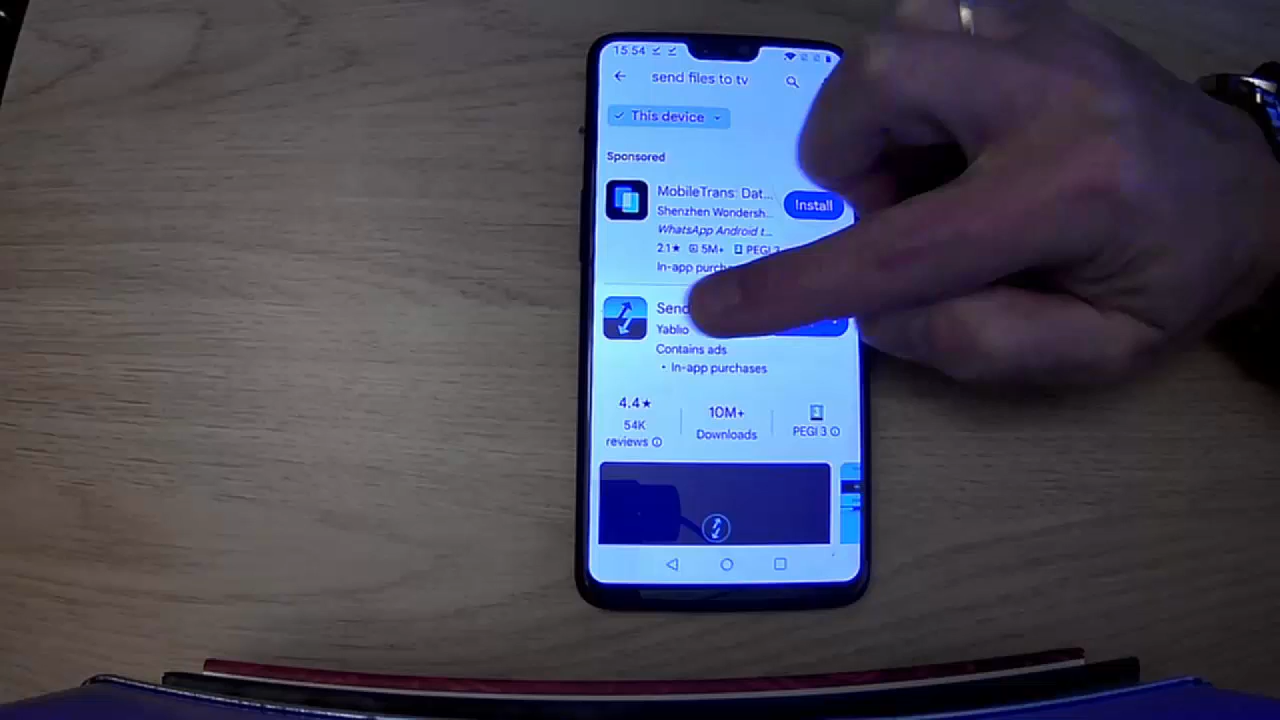 15.54
send files to tv
This device
Sponsored
MobileTrans: Dat...
Install
Shenzhen Wondersh...
WhatsApp Android t...
2.1★ 5M+ PEGI 3
In-app purch
Send
Yablio
Contains ads
• In-app purchases
4.4★
54K
reviews
10M+
Downloads
PEGI 3